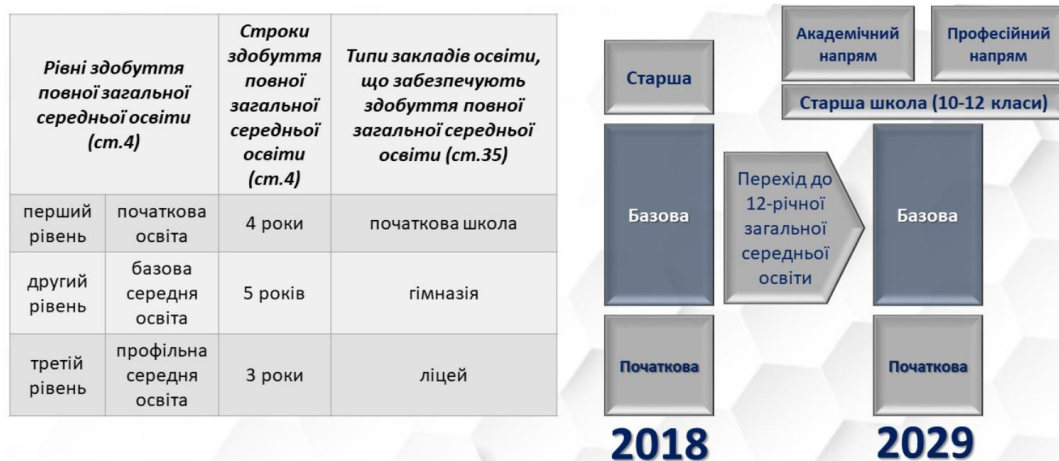 Рівні здобуття
повної загальної
середньої освіти
(ст.4)
Строки
здобуття
повної
загальної
середньої
освіти
(ст.4)
Типи закладів освіти,
що забезпечують
здобуття повної
загальної середньої
освіти (ст.35)
перший
рівень
початкова
освіта
4 роки
початкова школа
другий
рівень
базова
середня
освіта
5 років
гімназія
третій
рівень
профільна
середня
освіта
3 роки
ліцей
Старша
Базова
Початкова
2018
Перехід до
12-річної
загальної
середньої
освіти
Академічний
напрям
Професійний
напрям
Старша школа (10-12 класи)
Базова
Початкова
2029